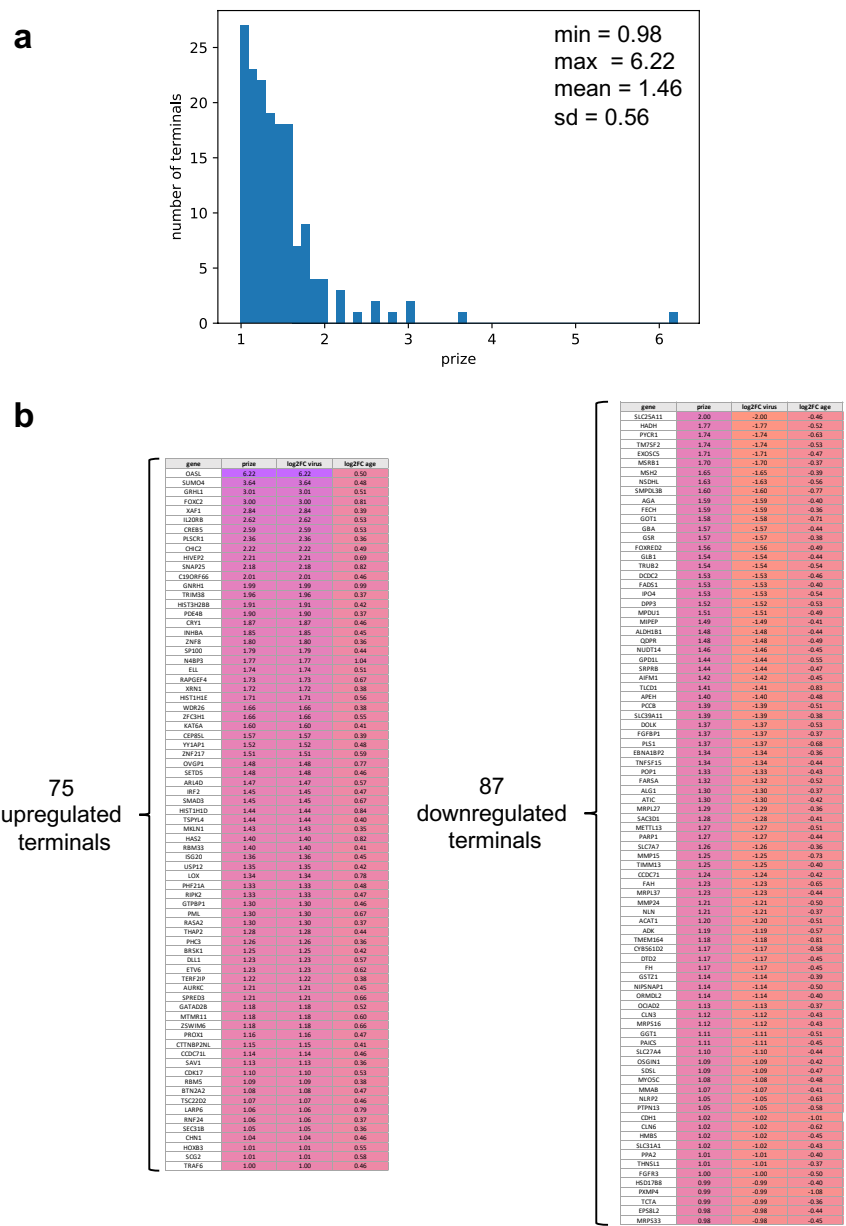 a
min = 0.98
max = 6.22
mean = 1.46
sd = 0.56
number of terminals
25
20
15
10
5
0
1 2 3 4 5 6
prize
b
75
upregulated
terminals
gene prize log2FC virus log2FC age
OASL 6.22 6.22 0.50
SUMO4 3.64 3.64 0.48
GRHL1 3.01 3.01 0.51
FOXC2 3.00 3.00 0.81
XAF1 2.84 2.84 0.39
IL20RB 2.62 2.62 0.53
CREB5 2.59 2.59 0.53
PLSCR1 2.36 2.36 0.36
CHIC2 2.22 2.22 0.49
HIVEP2 2.21 2.21 0.69
SNAP25 2.18 2.18 0.82
C19ORF66 2.01 2.01 0.46
GNRH1 1.99 1.99 0.99
TRIM38 1.96 1.96 0.37
HIST3H2BB 1.91 1.91 0.42
PDE4B 1.90 1.90 0.37
CRY1 1.87 1.87 0.46
INHBA 1.85 1.85 0.45
ZNF8 1.80 1.80 0.36
SP100 1.79 1.79 0.44
N4BP3 1.77 1.77 1.04
ELL 1.74 1.74 0.51
RAPGEF4 1.73 1.73 0.67
XRN1 1.72 1.72 0.38
HIST1H1E 1.71 1.71 0.56
WDR26 1.66 1.66 0.38
ZFC3H1 1.66 1.66 0.55
KAT6A 1.60 1.60 0.41
CEP85L 1.57 1.57 0.39
YY1AP1 1.52 1.52 0.48
ZNF217 1.51 1.51 0.59
OVGP1 1.48 1.48 0.77
SETD5 1.48 1.48 0.46
ARL4D 1.47 1.47 0.57
IRF2 1.45 1.45 0.47
SMAD3 1.45 1.45 0.67
HIST1H1D 1.44 1.44 0.84
TSPYL4 1.44 1.44 0.40
MKLN1 1.43 1.43 0.35
HAS2 1.40 1.40 0.82
RBM33 1.40 1.40 0.41
ISG20 1.36 1.36 0.45
USP12 1.35 1.35 0.42
LOX 1.34 1.34 0.78
PHF21A 1.33 1.33 0.48
RIPK2 1.33 1.33 0.47
GTPBP1 1.30 1.30 0.46
PML 1.30 1.30 0.67
RASA2 1.30 1.30 0.37
THAP2 1.28 1.28 0.44
PHC3 1.26 1.26 0.36
BRSK1 1.25 1.25 0.42
DLL1 1.23 1.23 0.57
ETV6 1.23 1.23 0.62
TERF2IP 1.22 1.22 0.38
AURKC 1.21 1.21 0.45
SPRED3 1.21 1.21 0.66
GATAD2B 1.18 1.18 0.52
MTMR11 1.18 1.18 0.60
ZSWIM6 1.18 1.18 0.66
PROX1 1.16 1.16 0.47
CTTNBP2NL 1.15 1.15 0.41
CCDC71L 1.14 1.14 0.46
SAV1 1.13 1.13 0.36
CDK17 1.10 1.10 0.53
RBM5 1.09 1.09 0.38
BTN2A2 1.08 1.08 0.47
TSC22D2 1.07 1.07 0.46
LARP6 1.06 1.06 0.79
RNF24 1.06 1.06 0.37
SEC31B 1.05 1.05 0.36
CHN1 1.04 1.04 0.46
HOXB3 1.01 1.01 0.55
SCG2 1.01 1.01 0.58
TRAF6 1.00 1.00 0.46
87
downregulated
terminals
gene prize log2FC virus log2FC age
SLC25A11 2.00 -2.00 -0.46
HADH 1.77 -1.77 -0.52
PYCR1 1.74 -1.74 -0.63
TM7SF2 1.74 -1.74 -0.53
EXOSC5 1.71 -1.71 -0.47
MSRB1 1.70 -1.70 -0.37
MSH2 1.65 -1.65 -0.39
NSDHL 1.63 -1.63 -0.56
SMPDL3B 1.60 -1.60 -0.77
AGA 1.59 -1.59 -0.40
FECH 1.59 -1.59 -0.36
GOT1 1.58 -1.58 -0.71
GBA 1.57 -1.57 -0.44
GSR 1.57 -1.57 -0.38
FOXRED2 1.56 -1.56 -0.49
GLB1 1.54 -1.54 -0.44
TRUB2 1.54 -1.54 -0.54
DCDC2 1.53 -1.53 -0.46
FADS1 1.53 -1.53 -0.40
IPO4 1.53 -1.53 -0.54
DPP3 1.52 -1.52 -0.53
MPDU1 1.51 -1.51 -0.49
MIPEP 1.49 -1.49 -0.41
ALDH1B1 1.48 -1.48 -0.44
QDPR 1.48 -1.48 -0.49
NUDT14 1.46 -1.46 -0.45
GPD1L 1.44 -1.44 -0.55
SRPRB 1.44 -1.44 -0.47
AIFM1 1.42 -1.42 -0.45
TLCD1 1.41 -1.41 -0.83
APEH 1.40 -1.40 -0.48
PCCB 1.39 -1.39 -0.51
SLC39A11 1.39 -1.39 -0.38
DOLK 1.37 -1.37 -0.53
FGFBP1 1.37 -1.37 -0.37
PLS1 1.37 -1.37 -0.68
EBNA1BP2 1.34 -1.34 -0.36
TNFSF15 1.34 -1.34 -0.44
POP1 1.33 -1.33 -0.43
FARSA 1.32 -1.32 -0.52
ALG1 1.30 -1.30 -0.37
ATIC 1.30 -1.30 -0.42
MRPL27 1.29 -1.29 -0.36
SAC3D1 1.28 -1.28 -0.41
METTL13 1.27 -1.27 -0.51
PARP1 1.27 -1.27 -0.44
SLC7A7 1.26 -1.26 -0.36
MMP15 1.25 -1.25 -0.73
TIMM13 1.25 -1.25 -0.40
CCDC71 1.24 -1.24 -0.42
FAH 1.23 -1.23 -0.65
MRPL37 1.23 -1.23 -0.44
MMP24 1.21 -1.21 -0.50
NLN 1.21 -1.21 -0.37
ACAT1 1.20 -1.20 -0.51
ADK 1.19 -1.19 -0.57
TMEM164 1.18 -1.18 -0.81
CYB561D2 1.17 -1.17 -0.58
DTD2 1.17 -1.17 -0.45
FH 1.17 -1.17 -0.45
GSTZ1 1.14 -1.14 -0.39
NIPSNAP1 1.14 -1.14 -0.50
ORMDL2 1.14 -1.14 -0.40
OCIAD2 1.13 -1.13 -0.37
CLN3 1.12 -1.12 -0.43
MRPS16 1.12 -1.12 -0.43
GGT1 1.11 -1.11 -0.51
PAICS 1.11 -1.11 -0.45
SLC27A4 1.10 -1.10 -0.44
OSGIN1 1.09 -1.09 -0.42
SDSL 1.09 -1.09 -0.47
MYO5C 1.08 -1.08 -0.48
MMAB 1.07 -1.07 -0.41
NLRP2 1.05 -1.05 -0.63
PTPN13 1.05 -1.05 -0.58
CDH1 1.02 -1.02 -1.01
CLN6 1.02 -1.02 -0.62
HMBS 1.02 -1.02 -0.45
SLC31A1 1.02 -1.02 -0.43
PPA2 1.01 -1.01 -0.40
THNSL1 1.01 -1.01 -0.37
FGFR3 1.00 -1.00 -0.50
HSD17B8 0.99 -0.99 -0.40
PXMP4 0.99 -0.99 -1.08
TCTA 0.99 -0.99 -0.36
EPS8L2 0.98 -0.98 -0.44
MRPS33 0.98 -0.98 -0.45